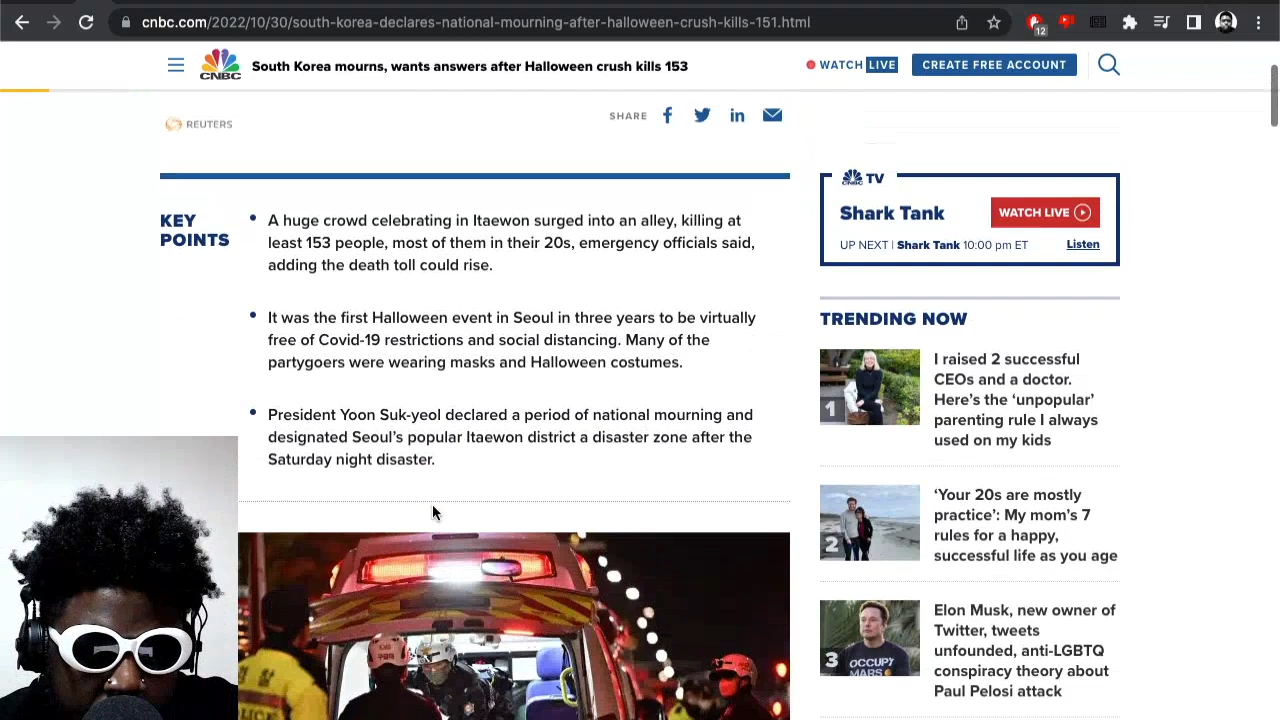 cnbc.com/2022/10/30/south-korea-declares-national-mourning-after-halloween-crush-kills-151.html
12
CNBC
South Korea mourns, wants answers after Halloween crush kills 153
WATCH LIVE
CREATE FREE ACCOUNT
REUTERS
SHARE
KEY
POINTS
A huge crowd celebrating in Itaewon surged into an alley, killing at
least 153 people, most of them in their 20s, emergency officials said,
adding the death toll could rise.
It was the first Halloween event in Seoul in three years to be virtually
free of Covid-19 restrictions and social distancing. Many of the
partygoers were wearing masks and Halloween costumes.
President Yoon Suk-yeol declared a period of national mourning and
designated Seoul’s popular Itaewon district a disaster zone after the
Saturday night disaster.
CNBC TV
Shark Tank
WATCH LIVE
UP NEXT | Shark Tank 10:00 pm ET
Listen
TRENDING NOW
1
I raised 2 successful
CEOs and a doctor.
Here’s the ‘unpopular’
parenting rule I always
used on my kids
2
‘Your 20s are mostly
practice’: My mom’s 7
rules for a happy,
successful life as you age
3
OCCUPY
MARS
Elon Musk, new owner of
Twitter, tweets
unfounded, anti-LGBTQ
conspiracy theory about
Paul Pelosi attack